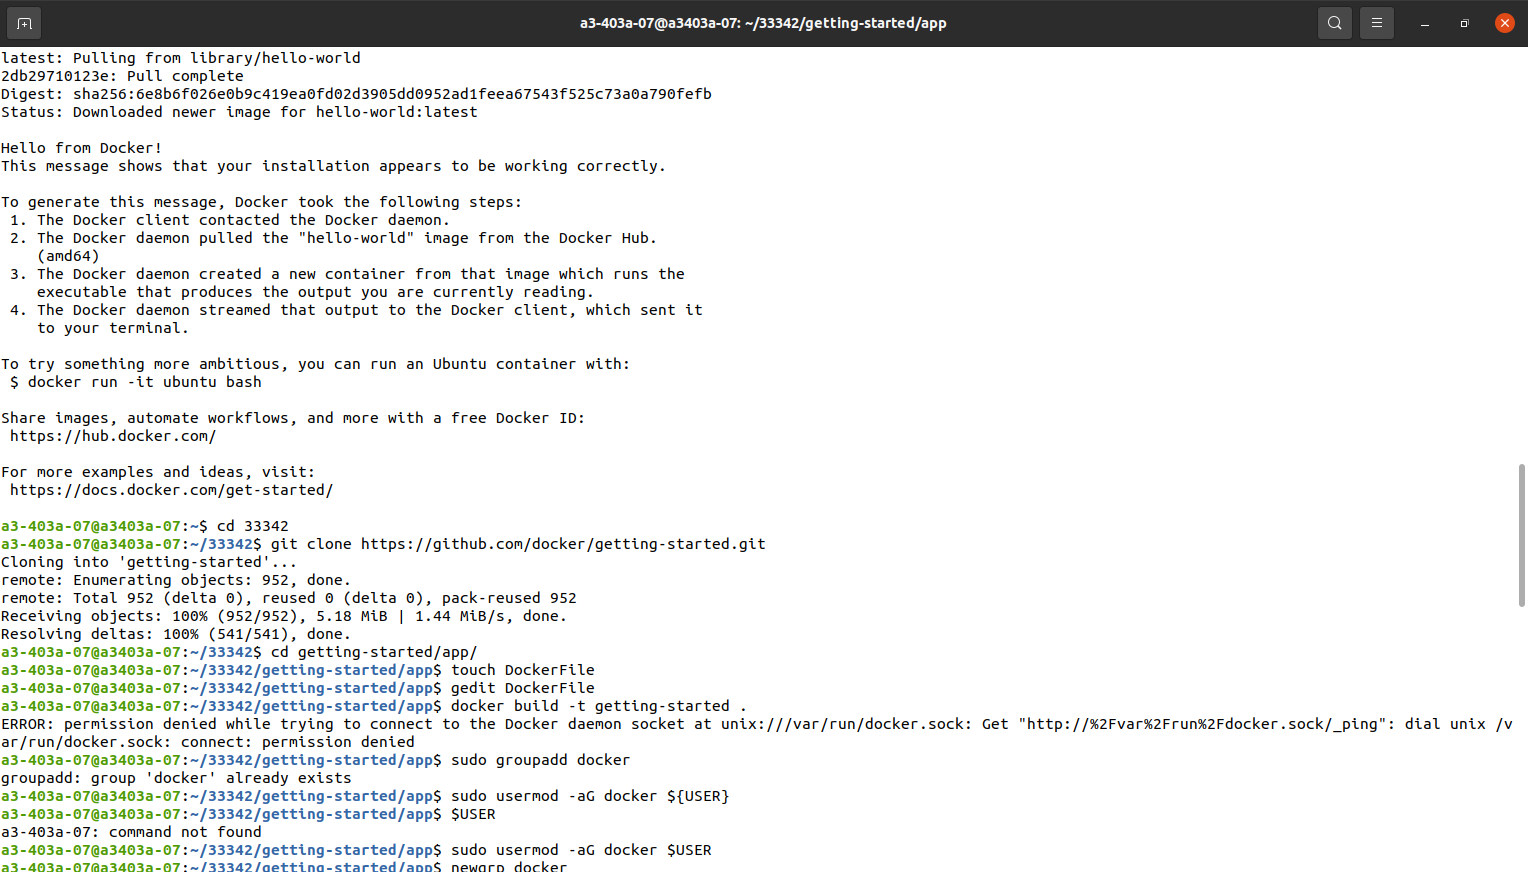 a3-403a-07@a3403a-07: ~/33342/getting-started/app
latest: Pulling from library/hello-world
2db29710123e: Pull complete
Digest: sha256:6e8b6f026e0b9c419ea0fd02d3905dd0952ad1feea67543f525c73a0a790fefb
Status: Downloaded newer image for hello-world:latest
Hello from Docker!
This message shows that your installation appears to be working correctly.
To generate this message, Docker took the following steps:
1. The Docker client contacted the Docker daemon.
2. The Docker daemon pulled the "hello-world" image from the Docker Hub.
(amd64)
3. The Docker daemon created a new container from that image which runs the
executable that produces the output you are currently reading.
4. The Docker daemon streamed that output to the Docker client, which sent it
to your terminal.
To try something more ambitious, you can run an Ubuntu container with:
$ docker run -it ubuntu bash
Share images, automate workflows, and more with a free Docker ID:
https://hub.docker.com/
For more examples and ideas, visit:
https://docs.docker.com/get-started/
a3-403a-07@a3403a-07:~$ cd 33342
a3-403a-07@a3403a-07:~/33342$ git clone https://github.com/docker/getting-started.git
Cloning into 'getting-started'...
remote: Enumerating objects: 952, done.
remote: Total 952 (delta 0), reused 0 (delta 0), pack-reused 952
Receiving objects: 100% (952/952), 5.18 MiB | 1.44 MiB/s, done.
Resolving deltas: 100% (541/541), done.
a3-403a-07@a3403a-07:~/33342$ cd getting-started/app/
a3-403a-07@a3403a-07:~/33342/getting-started/app$ touch DockerFile
a3-403a-07@a3403a-07:~/33342/getting-started/app$ gedit DockerFile
a3-403a-07@a3403a-07:~/33342/getting-started/app$ docker build -t getting-started .
ERROR: permission denied while trying to connect to the Docker daemon socket at unix:///var/run/docker.sock: Get "http://%2Fvar%2Frun%2Fdocker.sock/_ping": dial unix /v
ar/run/docker.sock: connect: permission denied
a3-403a-07@a3403a-07:~/33342/getting-started/app$ sudo groupadd docker
groupadd: group 'docker' already exists
a3-403a-07@a3403a-07:~/33342/getting-started/app$ sudo usermod -aG docker ${USER}
a3-403a-07@a3403a-07:~/33342/getting-started/app$ $USER
a3-403a-07: command not found
a3-403a-07@a3403a-07:~/33342/getting-started/app$ sudo usermod -aG docker $USER
a3-403a-07@a3403a-07:~/33342/getting-started/app$ newgrp docker